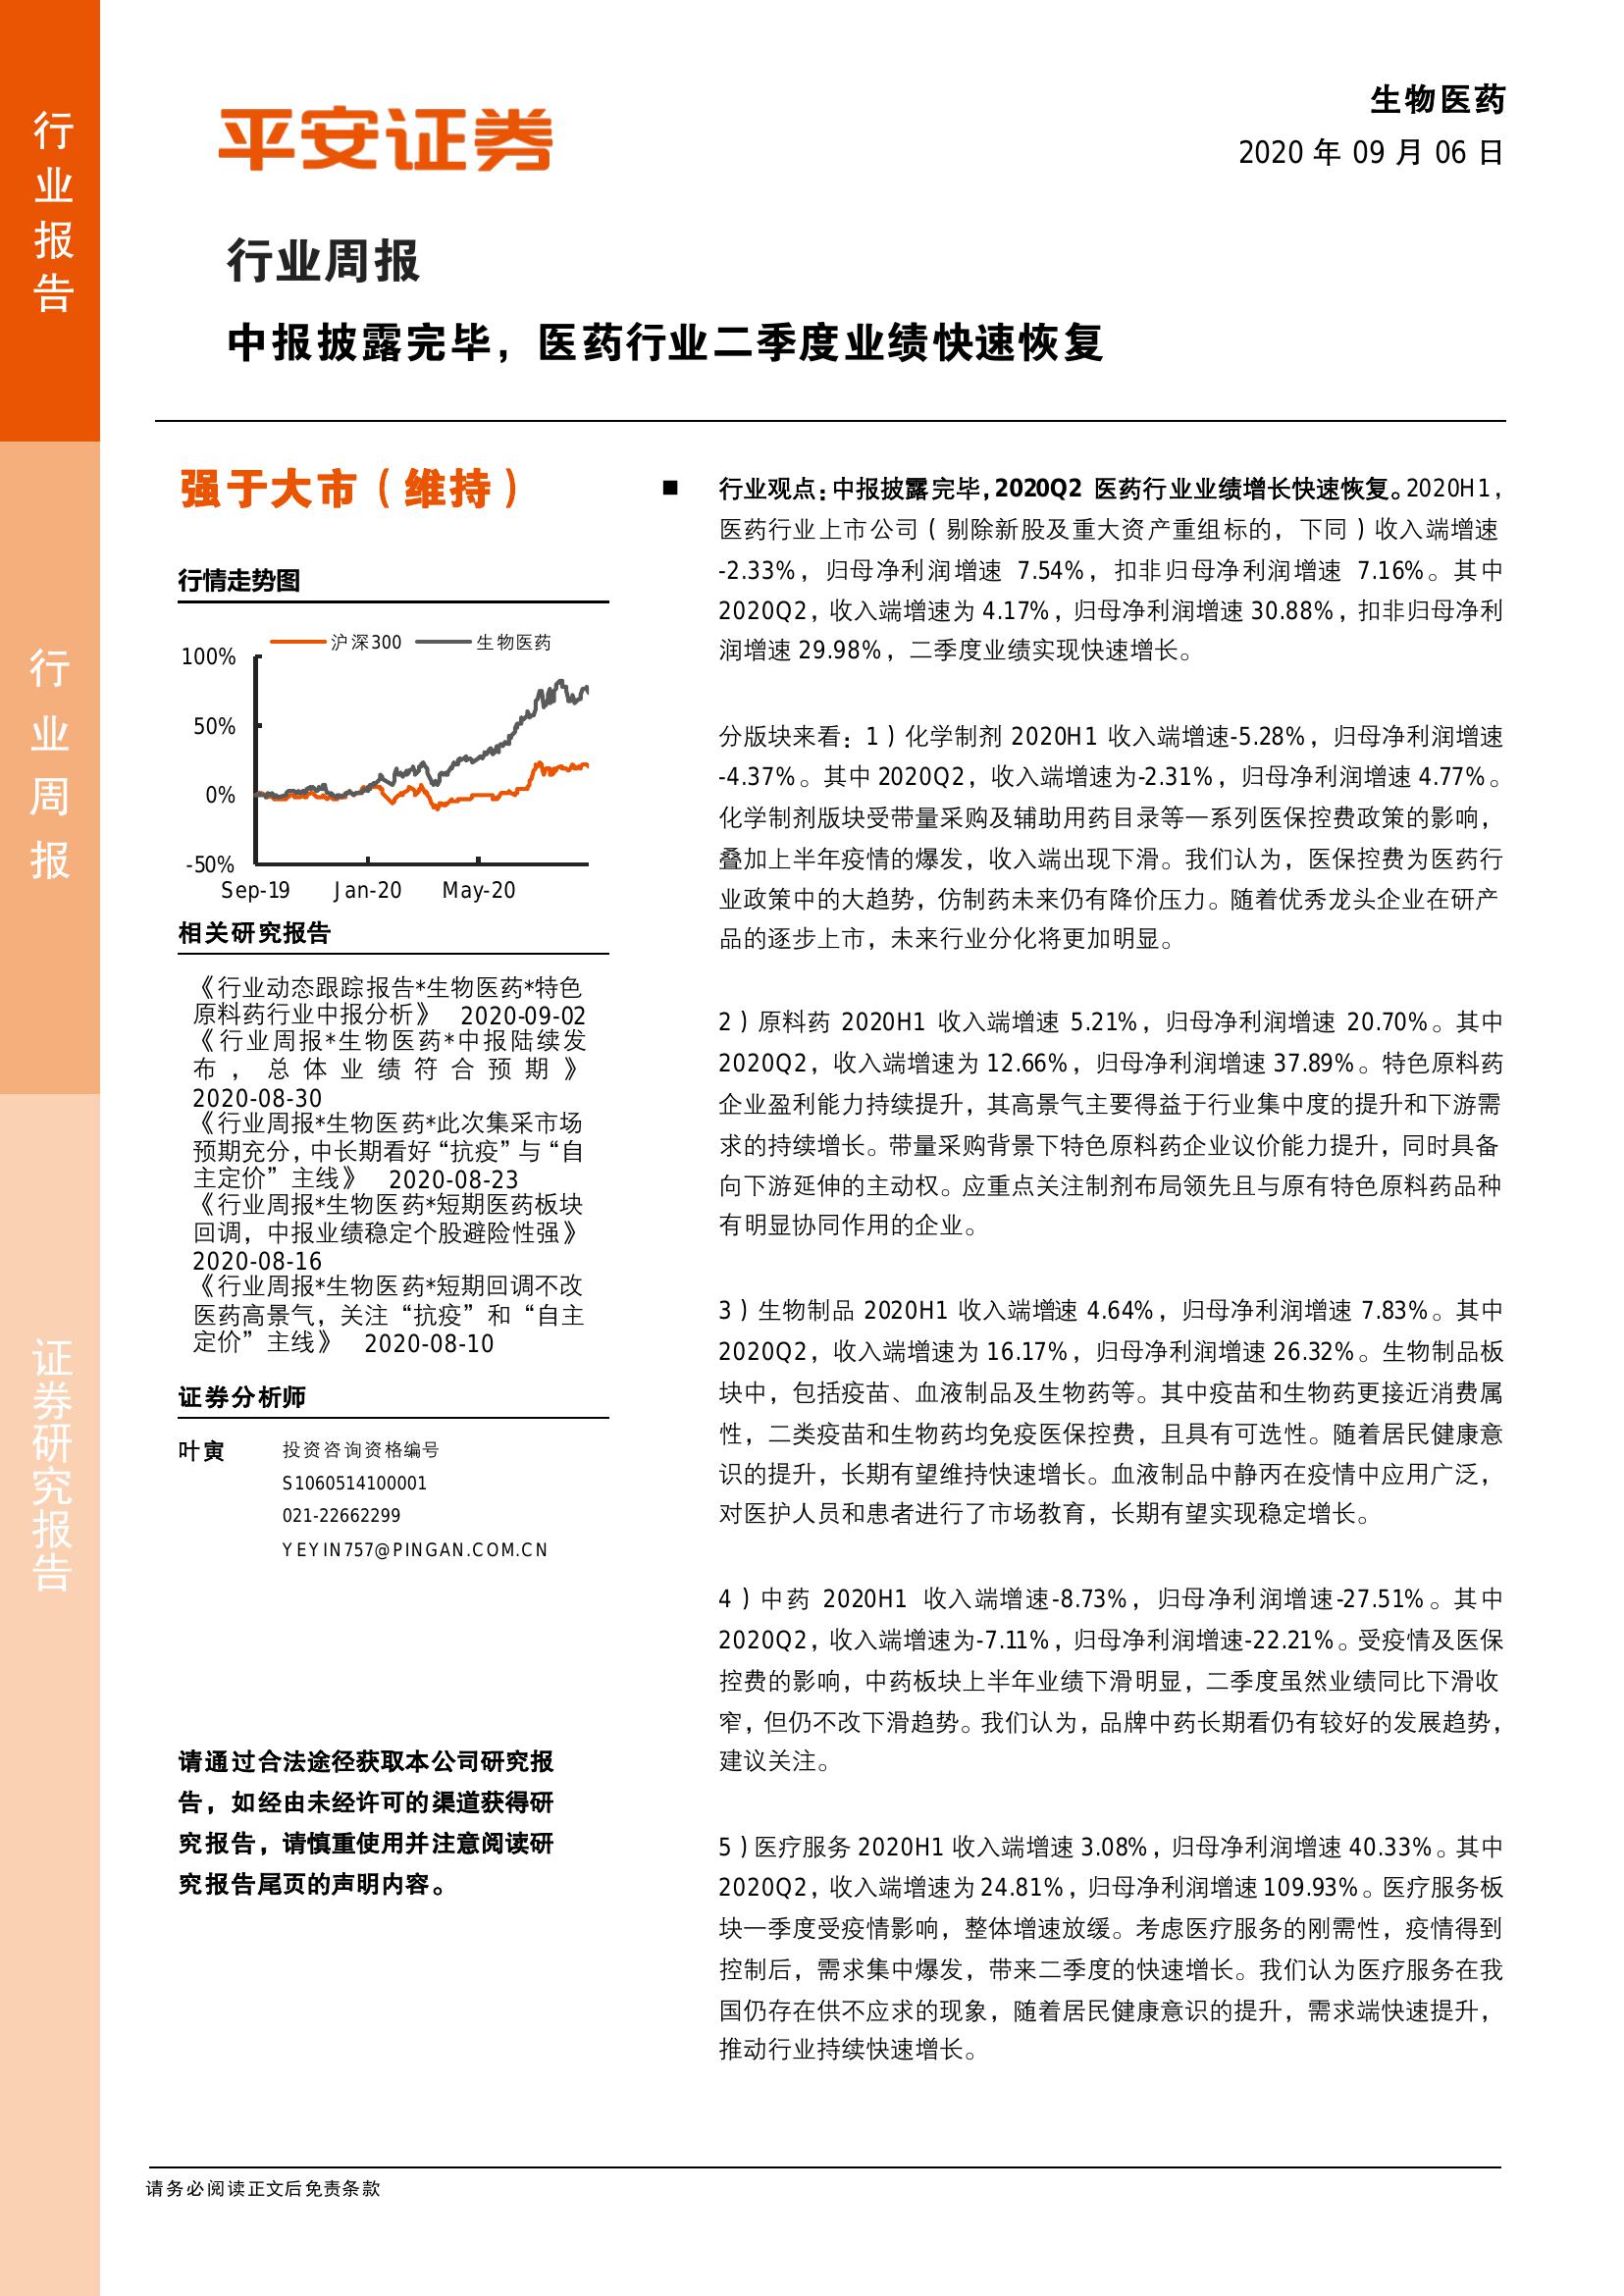 行业报告
行业周报
证券研究报告
平安证券
生物医药
2020 年 09 月 06 日
行业周报
中报披露完毕，医药行业二季度业绩快速恢复
强于大市（维持）
行情走势图
沪深300 生物医药
100%
50%
0%
-50%
Sep-19 Jan-20 May-20
相关研究报告
《行业动态跟踪报告*生物医药*特色
原料药行业中报分析》 2020-09-02
《行业周报*生物医药*中报陆续发
布，总体业绩符合预期》
2020-08-30
《行业周报*生物医药*此次集采市场
预期充分，中长期看好“抗疫”与“自
主定价”主线》 2020-08-23
《行业周报*生物医药*短期医药板块
回调，中报业绩稳定个股避险性强》
2020-08-16
《行业周报*生物医药*短期回调不改
医药高景气，关注“抗疫”和“自主
定价”主线》 2020-08-10
证券分析师
叶寅 投资咨询资格编号
S1060514100001
021-22662299
YEYIN757@PINGAN.COM.CN
请通过合法途径获取本公司研究报
告，如经由未经许可的渠道获得研
究报告，请慎重使用并注意阅读研
究报告尾页的声明内容。
■ 行业观点：中报披露完毕，2020Q2 医药行业业绩增长快速恢复。2020H1，
医药行业上市公司（剔除新股及重大资产重组标的，下同）收入端增速
-2.33%，归母净利润增速 7.54%，扣非归母净利润增速 7.16%。其中
2020Q2，收入端增速为 4.17%，归母净利润增速 30.88%，扣非归母净利
润增速 29.98%，二季度业绩实现快速增长。
分版块来看：1）化学制剂 2020H1 收入端增速-5.28%，归母净利润增速
-4.37%。其中 2020Q2，收入端增速为-2.31%，归母净利润增速 4.77%。
化学制剂版块受带量采购及辅助用药目录等一系列医保控费政策的影响，
叠加上半年疫情的爆发，收入端出现下滑。我们认为，医保控费为医药行
业政策中的大趋势，仿制药未来仍有降价压力。随着优秀龙头企业在研产
品的逐步上市，未来行业分化将更加明显。
2）原料药 2020H1 收入端增速 5.21%，归母净利润增速 20.70%。其中
2020Q2，收入端增速为 12.66%，归母净利润增速 37.89%。特色原料药
企业盈利能力持续提升，其高景气主要得益于行业集中度的提升和下游需
求的持续增长。带量采购背景下特色原料药企业议价能力提升，同时具备
向下游延伸的主动权。应重点关注制剂布局领先且与原有特色原料药品种
有明显协同作用的企业。
3）生物制品 2020H1 收入端增速 4.64%，归母净利润增速 7.83%。其中
2020Q2，收入端增速为 16.17%，归母净利润增速 26.32%。生物制品板
块中，包括疫苗、血液制品及生物药等。其中疫苗和生物药更接近消费属
性，二类疫苗和生物药均免疫医保控费，且具有可选性。随着居民健康意
识的提升，长期有望维持快速增长。血液制品中静丙在疫情中应用广泛，
对医护人员和患者进行了市场教育，长期有望实现稳定增长。
4）中药 2020H1 收入端增速-8.73%，归母净利润增速-27.51%。其中
2020Q2，收入端增速为-7.11%，归母净利润增速-22.21%。受疫情及医保
控费的影响，中药板块上半年业绩下滑明显，二季度虽然业绩同比下滑收
窄，但仍不改下滑趋势。我们认为，品牌中药长期看仍有较好的发展趋势，
建议关注。
5）医疗服务 2020H1 收入端增速 3.08%，归母净利润增速 40.33%。其中
2020Q2，收入端增速为 24.81%，归母净利润增速 109.93%。医疗服务板
块一季度受疫情影响，整体增速放缓。考虑医疗服务的刚需性，疫情得到
控制后，需求集中爆发，带来二季度的快速增长。我们认为医疗服务在我
国仍存在供不应求的现象，随着居民健康意识的提升，需求端快速提升，
推动行业持续快速增长。
请务必阅读正文后免责条款